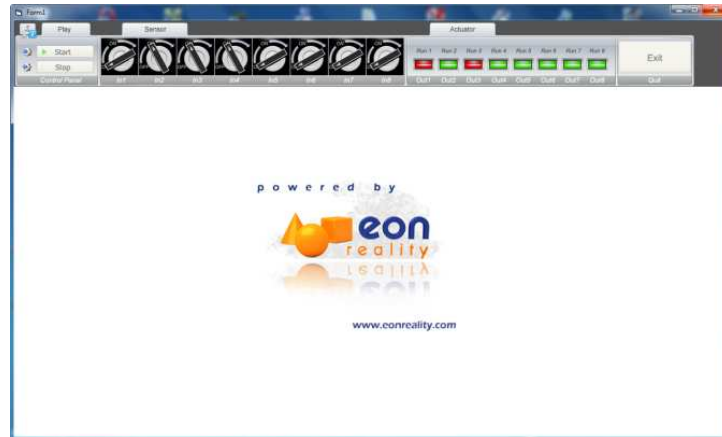 Form1
Play Sensor Actuator
Start
Stop
Control Panel
In1 In2 In3 In4 In5 In6 In7 In8
Run 1 Run 2 Run 3 Run 4 Run 5 Run 6 Run 7 Run 8
Out1 Out2 Out3 Out4 Out5 Out6 Out7 Out8
Exit
Quit
powered by
eon
reality
www.eonreality.com